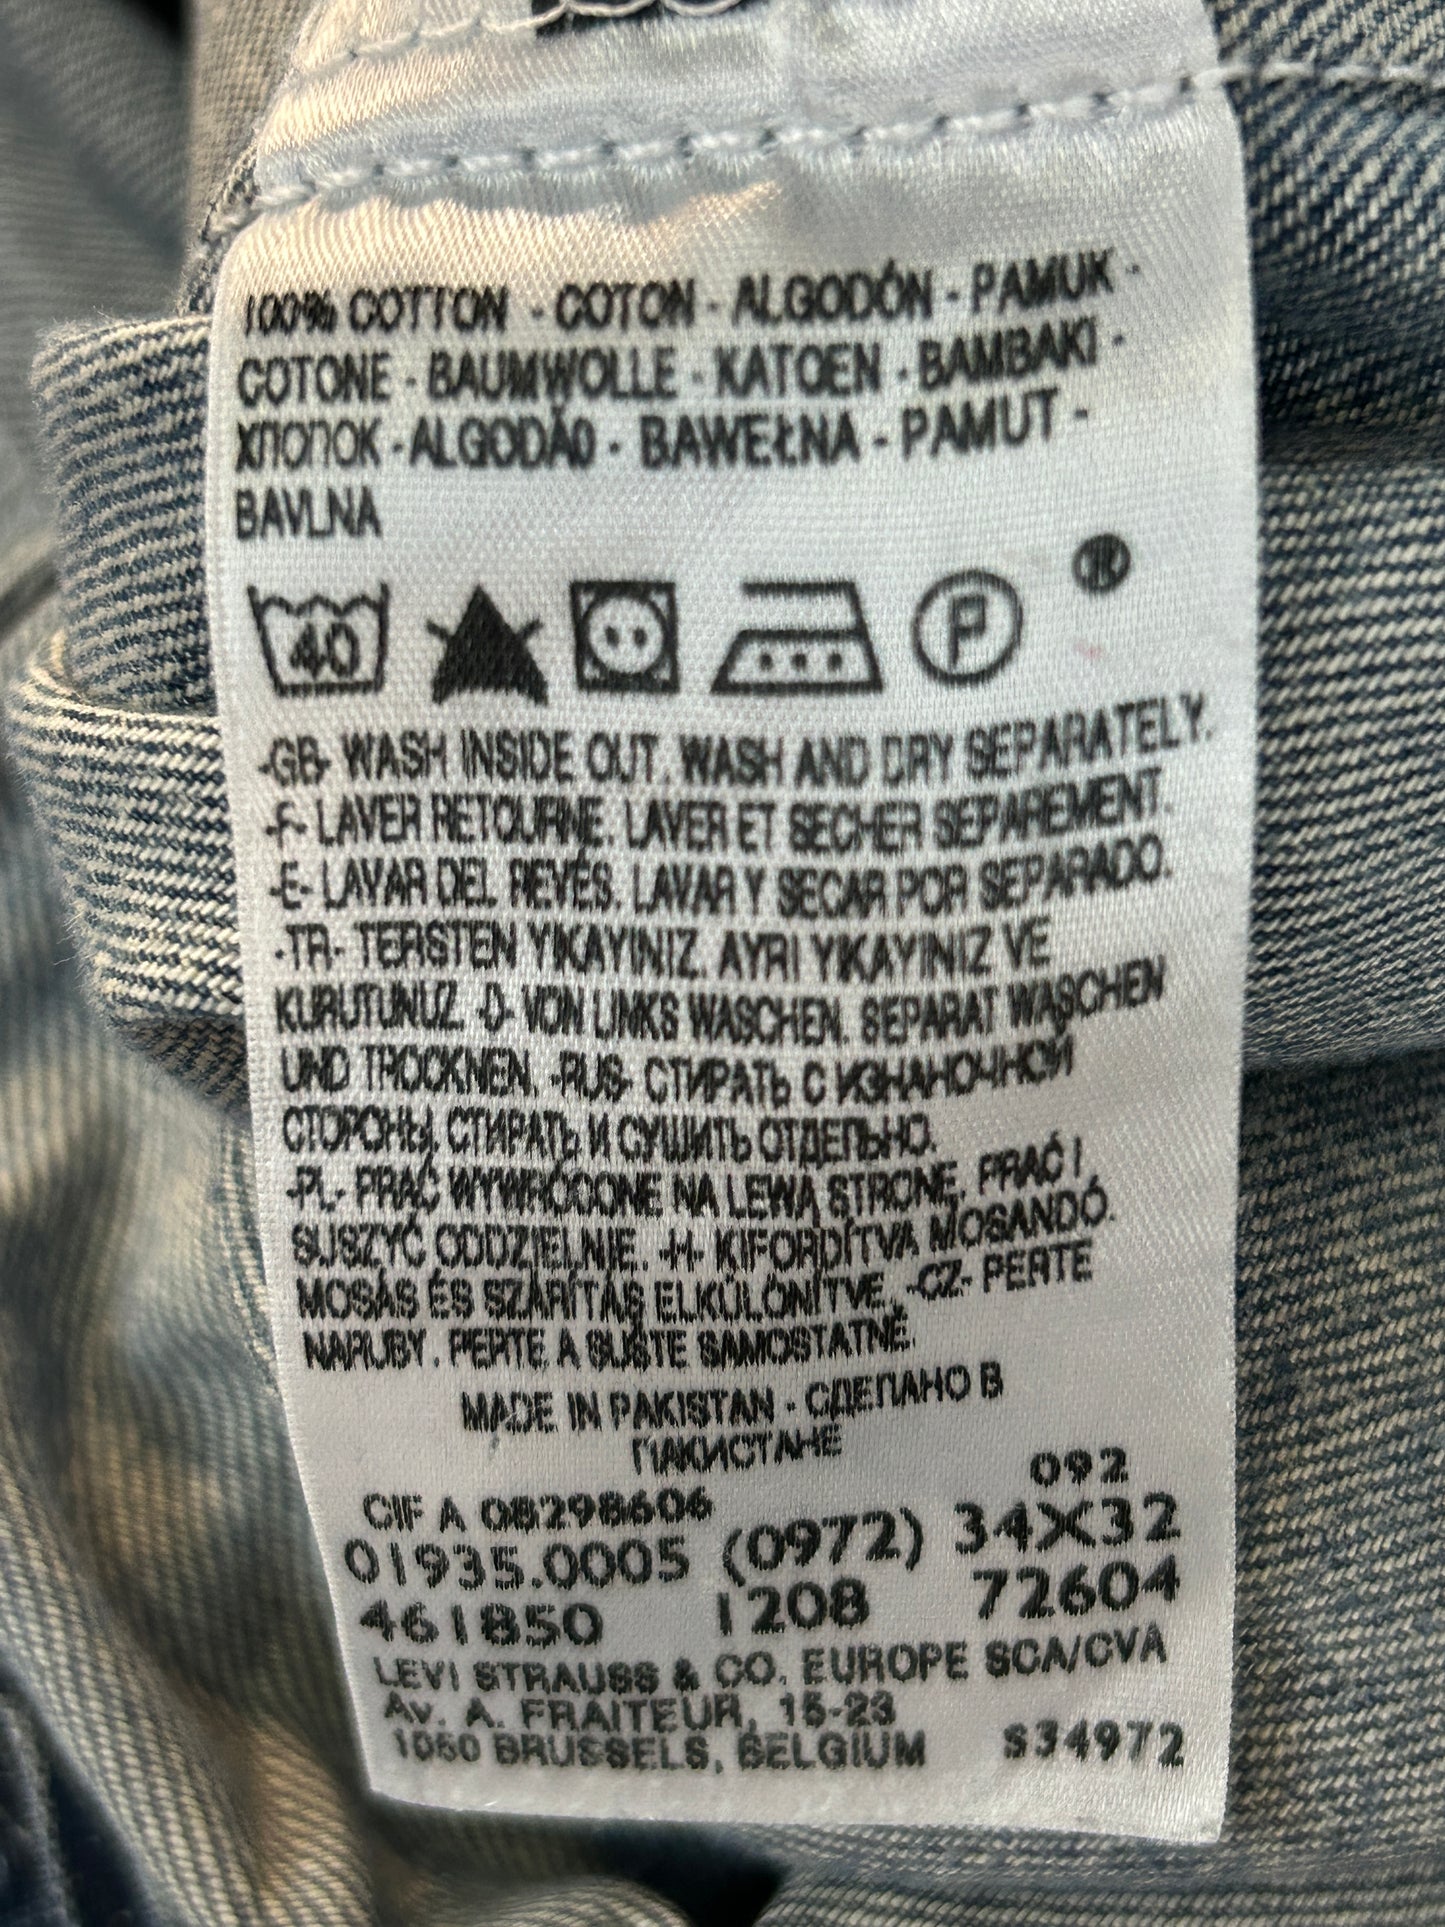 100% COTTON - COTON - ALGODÓN - PAMUK -
COTONE - BAUMWOLLE - KATOEN - BAMBAKI -
ХЛОПОК - ALGODÃO - BAWEŁNA - PAMUT -
BAVLNA
40 P ®
-GB- WASH INSIDE OUT. WASH AND DRY SEPARATELY.
-F- LAVER RETOURNE. LAVER ET SECHER SEPAREMENT.
-E- LAVAR DEL REVÉS. LAVAR Y SECAR POR SEPARADO.
-TR- TERSTEN YIKAYINIZ. AYRI YIKAYINIZ VE
KURUTUNUZ. -D- VON LINKS WASCHEN. SEPARAT WASCHEN
UND TROCKNEN. -RUS- СТИРАТЬ С ИЗНАНОЧНОЙ
СТОРОНЫ. СТИРАТЬ И СУШИТЬ ОТДЕЛЬНО.
-PL- PRAĆ WYWRÓCONE NA LEWĄ STRONĘ. PRAĆ I
SUSZYĆ ODDZIELNIE. -H- KIFORDÍTVA MOSANDÓ.
MOSÁS ÉS SZÁRÍTÁS ELKÜLÖNÍTVE. -CZ- PERTE
NARUBY. PERTE A SUŠTE SAMOSTATNĚ.
MADE IN PAKISTAN - СДЕЛАНО В
ПАКИСТАНЕ
092
CIF A 08298606
01935.0005 (0972) 34X32
461850 1208 72604
LEVI STRAUSS & CO. EUROPE SCA/CVA
Av. A. FRAITEUR, 15-23
1050 BRUSSELS, BELGIUM S34972